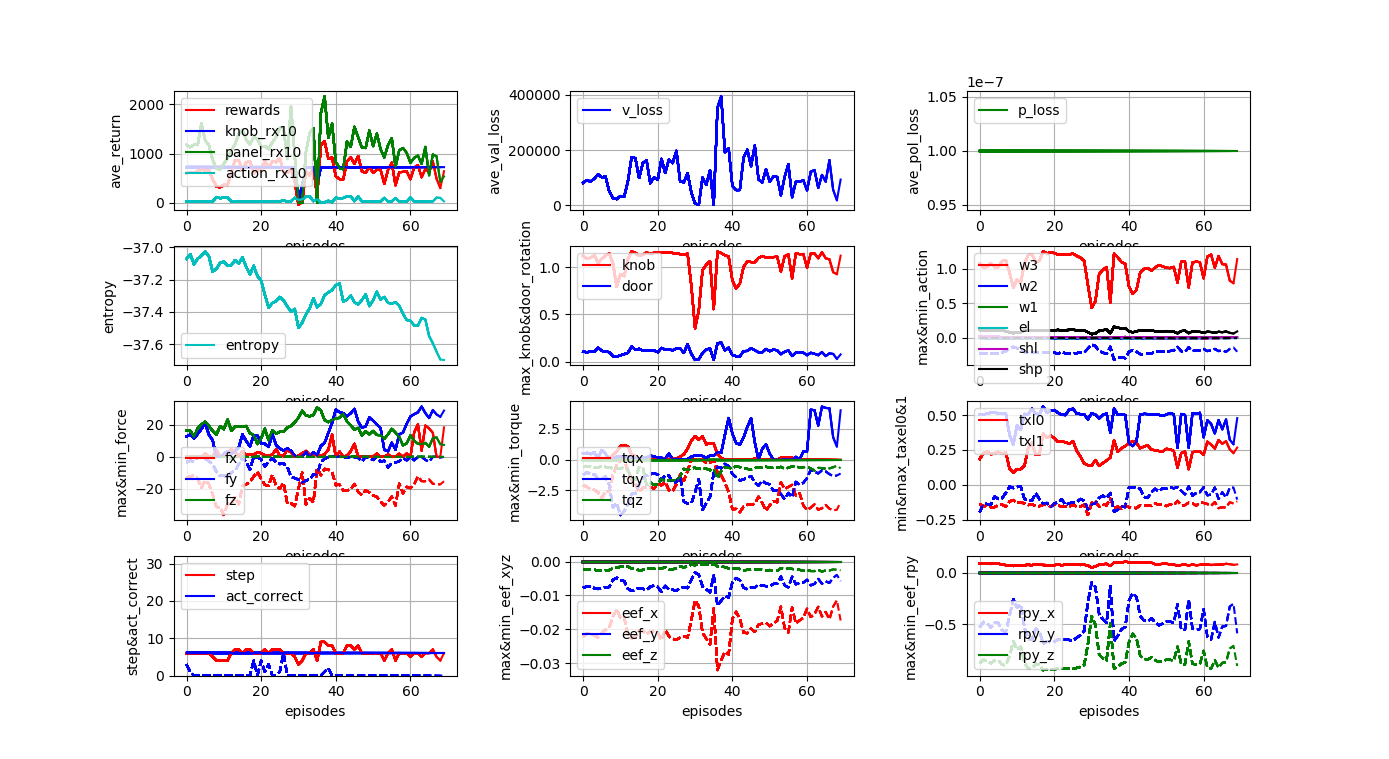 ave_return
2000
1000
0
rewards
knob_rx10
panel_rx10
action_rx10
0 20 40 60
episodes
ave_val_loss
400000
200000
0
v_loss
0 20 40 60
ave_pol_loss
1e−7
1.05
1.00
0.95
p_loss
0 20 40 60
entropy
−37.0
−37.2
−37.4
−37.6
entropy
0 20 40 60
max_knob&door_rotation
1.0
0.5
0.0
knob
door
0 20 40 60
max&min_action
1.0
0.5
0.0
w3
w2
w1
el
shl
shp
0 20 40 60
max&min_force
20
0
−20
fx
fy
fz
0 20 40 60
episodes
max&min_torque
2.5
0.0
−2.5
tqx
tqy
tqz
0 20 40 60
episodes
min&max_taxel0&1
0.50
0.25
0.00
−0.25
txl0
txl1
0 20 40 60
episodes
step&act_correct
30
20
10
0
step
act_correct
0 20 40 60
episodes
max&min_eef_xyz
0.00
−0.01
−0.02
−0.03
eef_x
eef_y
eef_z
0 20 40 60
episodes
max&min_eef_rpy
0.0
−0.5
rpy_x
rpy_y
rpy_z
0 20 40 60
episodes